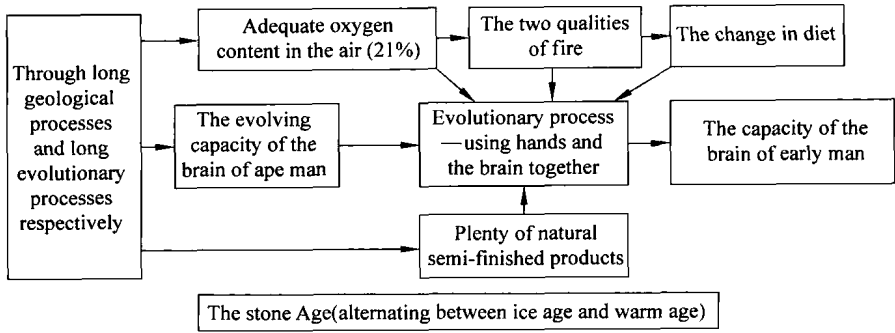 Through long
geological
processes
and long
evolutionary
processes
respectively
Adequate oxygen
content in the air (21%)
The two qualities
of fire
The change in diet
The evolving
capacity of the
brain of ape man
Evolutionary process
—using hands and
the brain together
The capacity of the
brain of early man
Plenty of natural
semi-finished products
The stone Age(alternating between ice age and warm age)